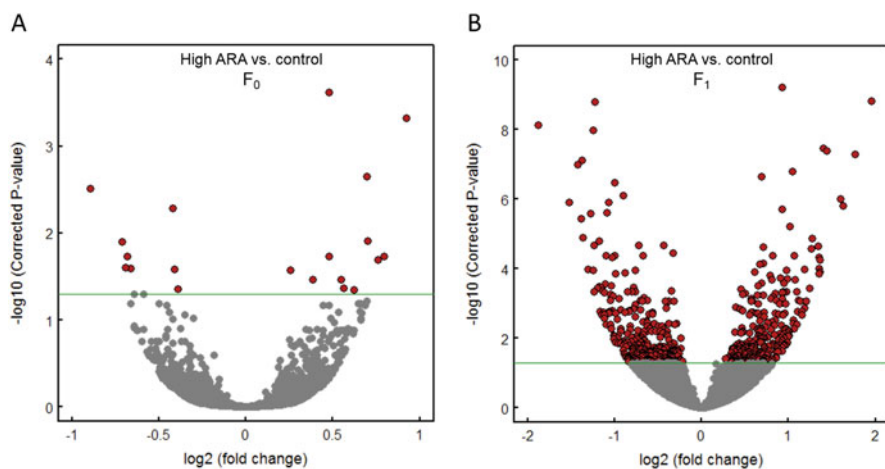 A
High ARA vs. control
F0
-log10 (Corrected P-value)
4
3
2
1
0
-1
-0.5
0
0.5
1
log2 (fold change)
B
High ARA vs. control
F1
-log10 (Corrected P-value)
10
8
6
4
2
0
-2
-1
0
1
2
log2 (fold change)